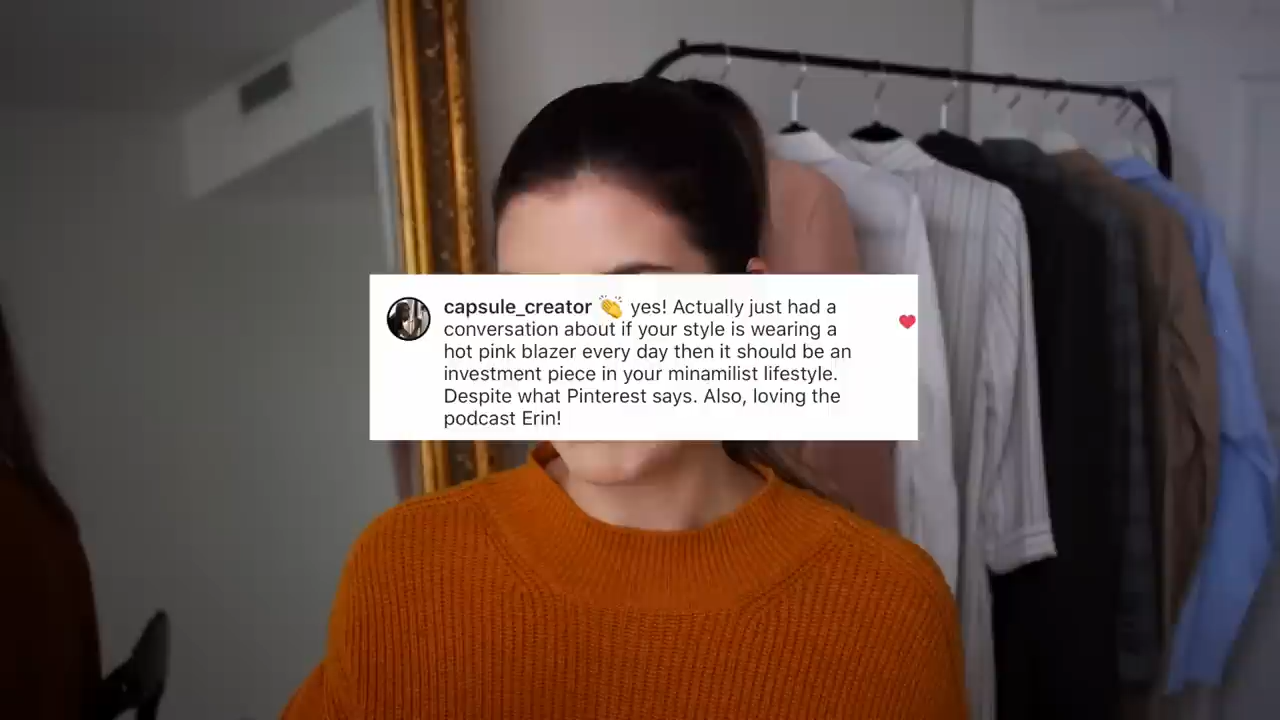 capsule_creator 👏 yes! Actually just had a
conversation about if your style is wearing a
hot pink blazer every day then it should be an
investment piece in your minamilist lifestyle.
Despite what Pinterest says. Also, loving the
podcast Erin!